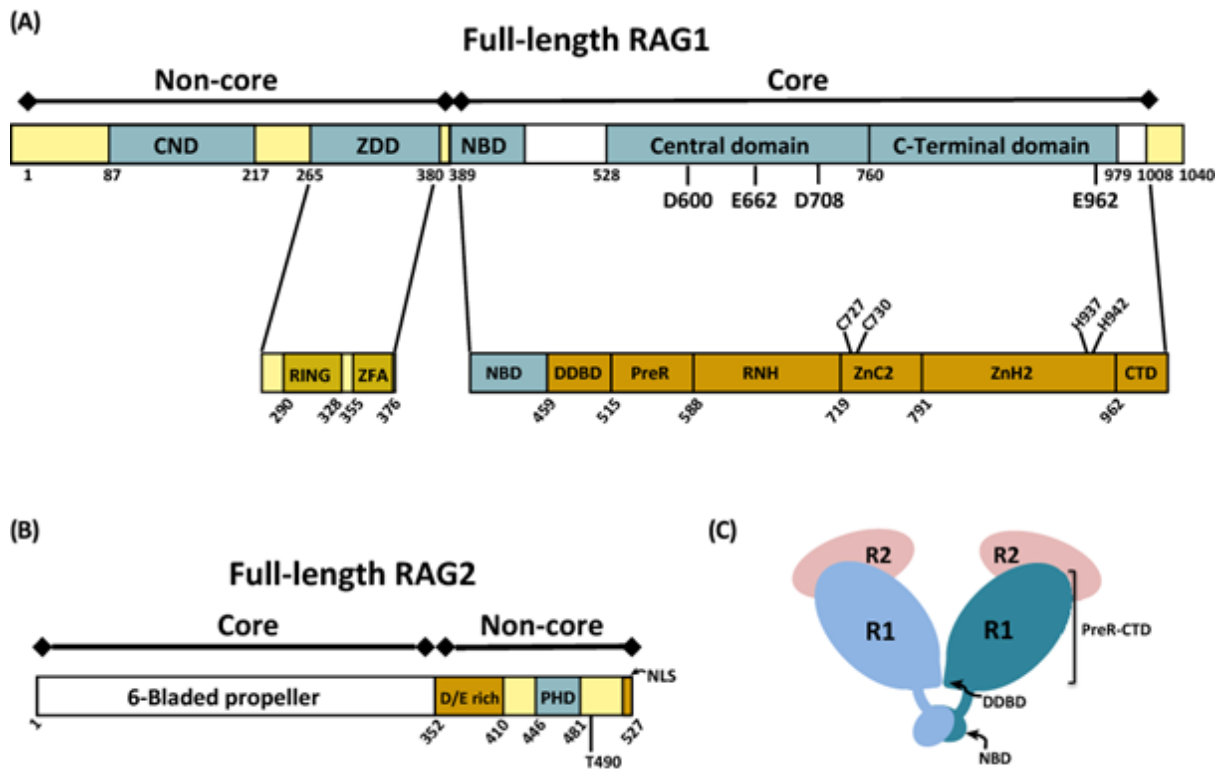 (A)
Full-length RAG1
Non-core Core
CND ZDD NBD Central domain C-Terminal domain
1 87 217 265 380 389 528 760 979 1008 1040
D600 E662 D708 E962
C727 C730 H937 H942
RING ZFA NBD DDBD PreR RNH ZnC2 ZnH2 CTD
290 328 355 376 459 515 588 719 791 962
(B)
Full-length RAG2
Core Non-core
NLS
6-Bladed propeller D/E rich PHD
1 352 410 446 481 527
T490
(C)
R2 R2
R1 R1
PreR-CTD
DDBD
NBD